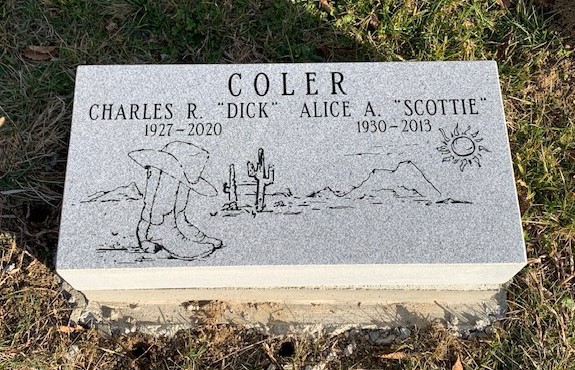 COLER
CHARLES R. "DICK" ALICE A. "SCOTTIE"
1927-2020 1930-2013